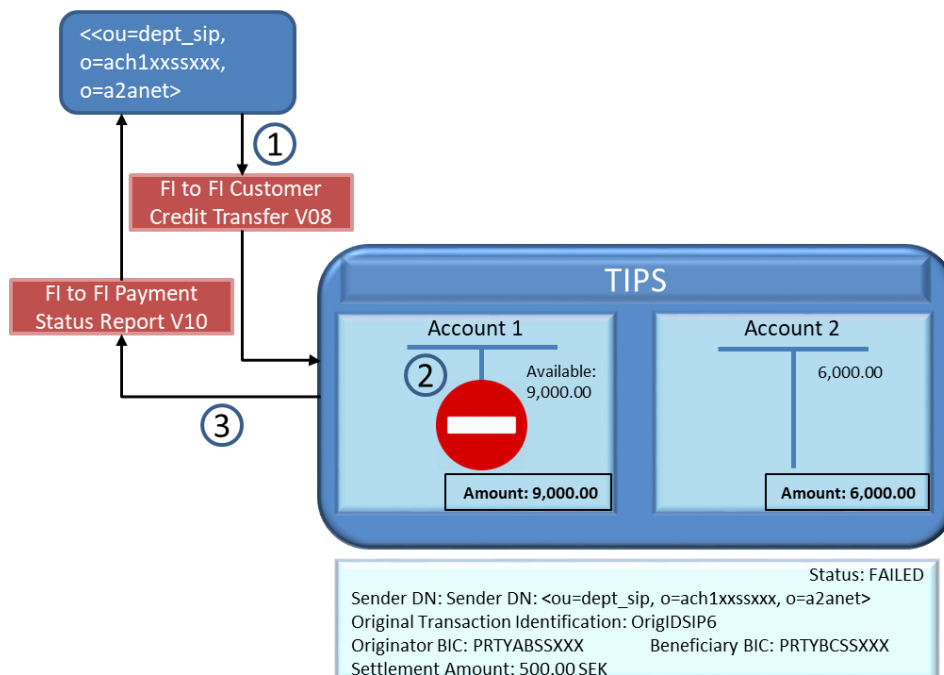 <<ou=dept_sip,
o=ach1xxssxxx,
o=a2anet>
1
FI to FI Customer
Credit Transfer V08
FI to FI Payment
Status Report V10
TIPS
Account 1
2
Available:
9,000.00
Amount: 9,000.00
Account 2
6,000.00
Amount: 6,000.00
3
Status: FAILED
Sender DN: Sender DN: <ou=dept_sip, o=ach1xxssxxx, o=a2anet>
Original Transaction Identification: OrigIDSIP6
Originator BIC: PRTYABSSXXX Beneficiary BIC: PRTYBCSSXXX
Settlement Amount: 500.00 SEK